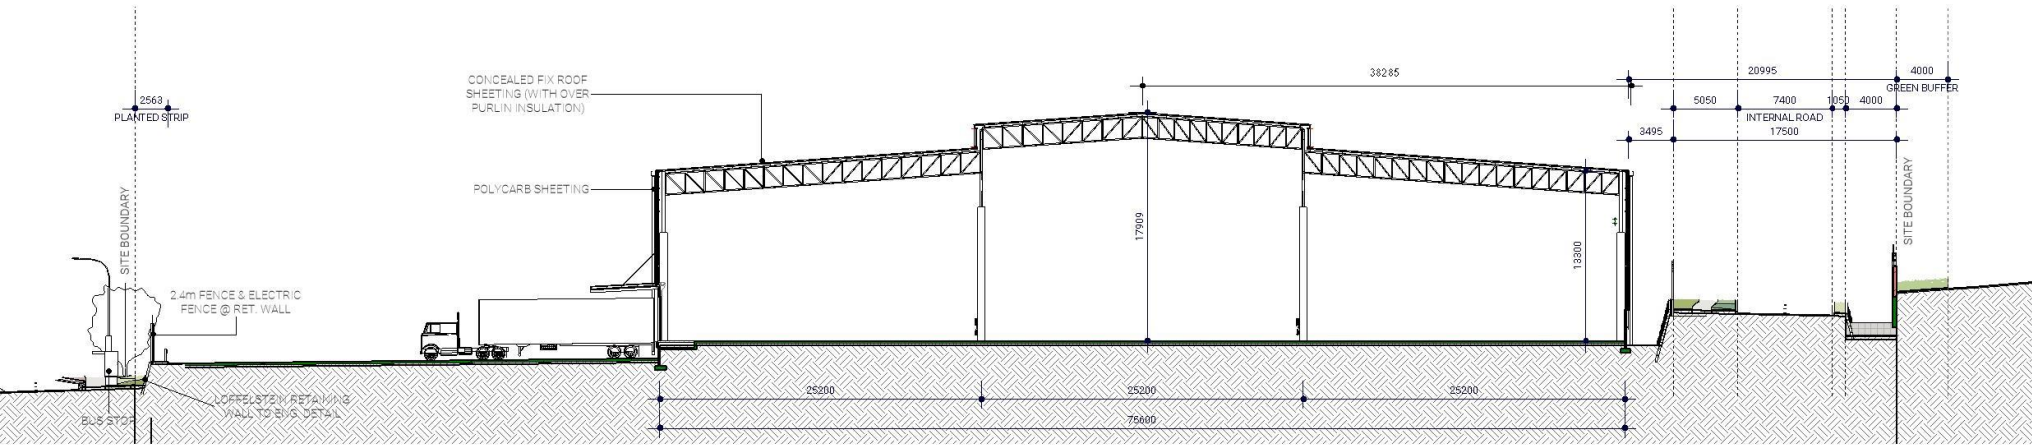 CONCEALED FIX ROOF
SHEETING (WITH OVER
PURLIN INSULATION)
38285
20995
4000
GREEN BUFFER
2563
PLANTED STRIP
5050
7400
1050
4000
INTERNAL ROAD
3495
17500
POLYCARB SHEETING
SITE BOUNDARY
17909
13300
SITE BOUNDARY
2.4m FENCE & ELECTRIC
FENCE @ RET. WALL
LOFFELSTEIN RETAINING
WALL TO ENG. DETAIL
BUS STOP
25200
25200
25200
75600